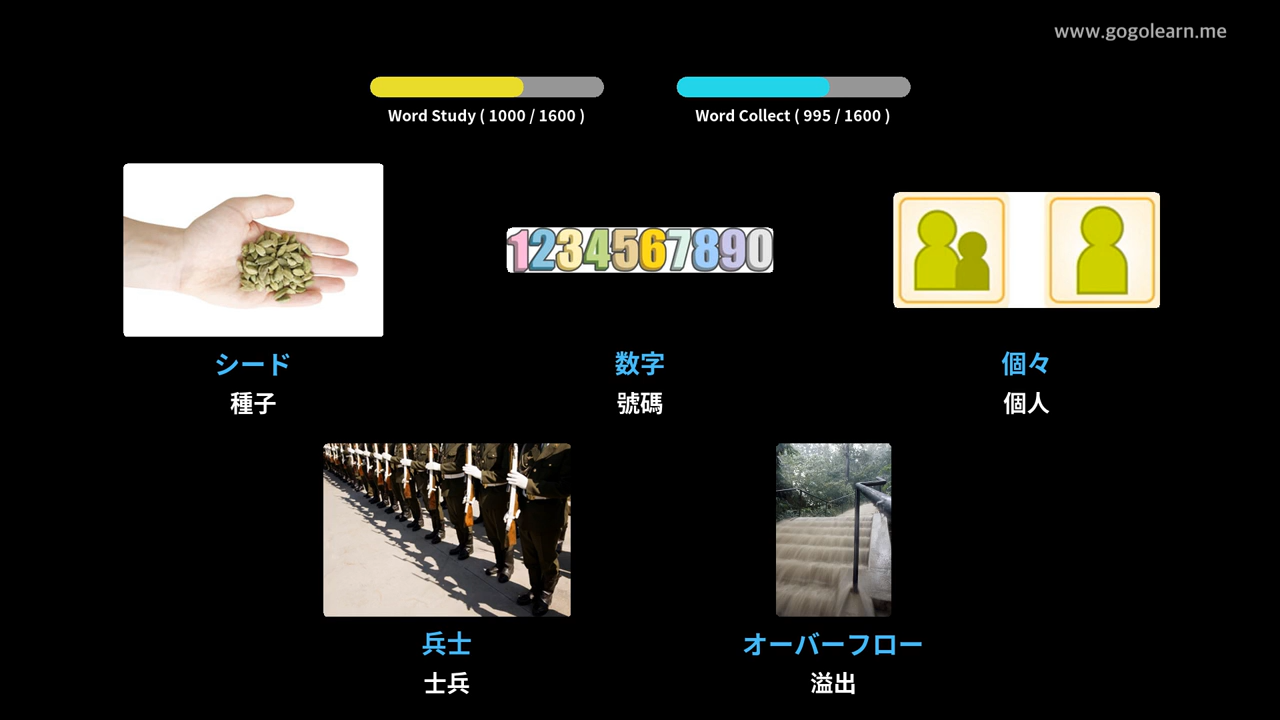 www.gogolearn.me
Word Study ( 1000 / 1600 )
Word Collect ( 995 / 1600 )
1234567890
シード
種子
数字
號碼
個々
個人
兵士
士兵
オーバーフロー
溢出